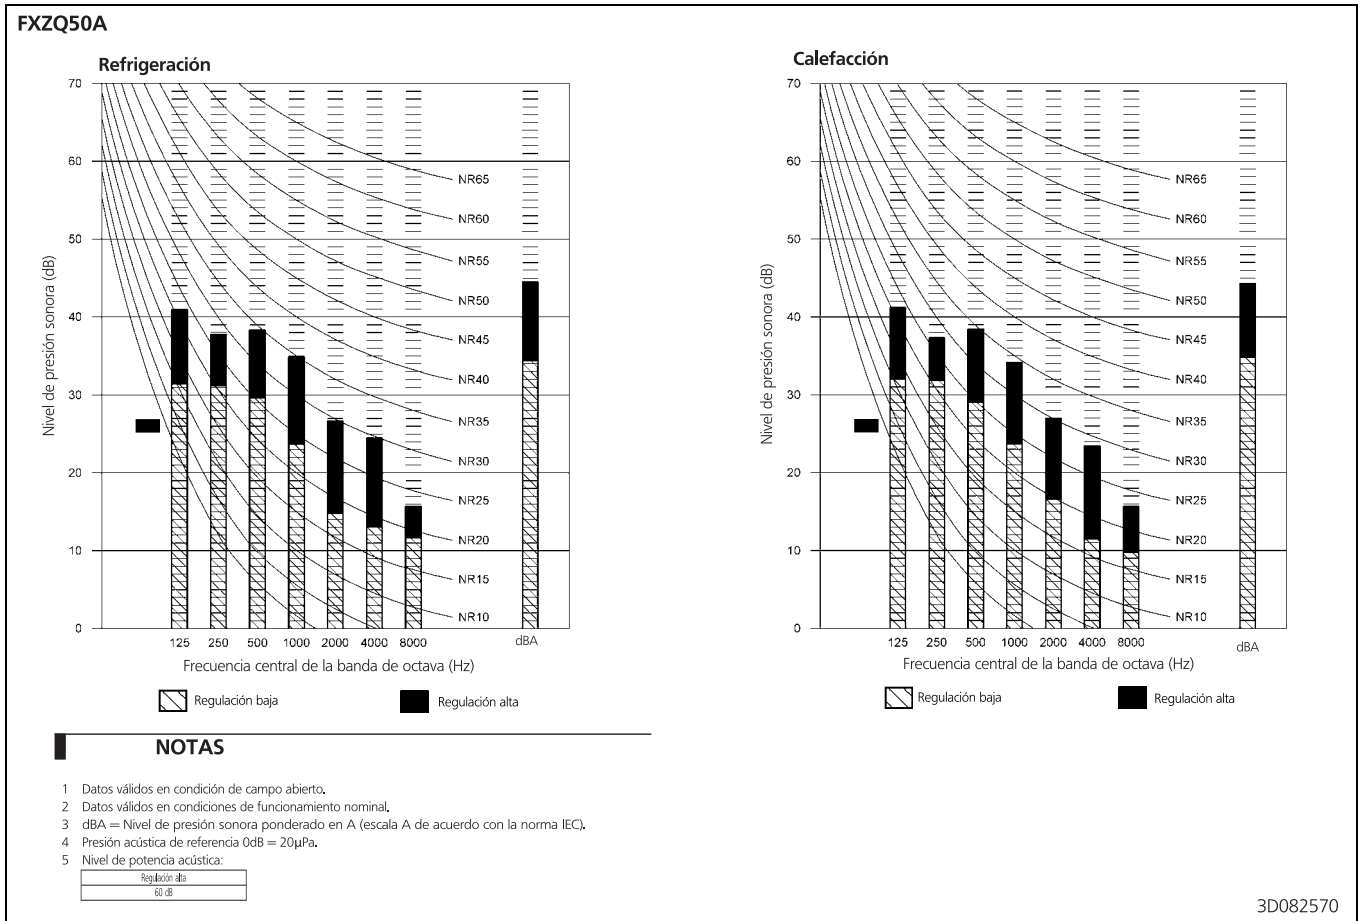 FXZQ50A
Refrigeración
Nivel de presión sonora (dB)
70
60
50
40
30
20
10
0
NR65
NR60
NR55
NR50
NR45
NR40
NR35
NR30
NR25
NR20
NR15
NR10
125 250 500 1000 2000 4000 8000 dBA
Frecuencia central de la banda de octava (Hz)
Regulación baja Regulación alta
Calefacción
Nivel de presión sonora (dB)
70
60
50
40
30
20
10
0
NR65
NR60
NR55
NR50
NR45
NR40
NR35
NR30
NR25
NR20
NR15
NR10
125 250 500 1000 2000 4000 8000 dBA
Frecuencia central de la banda de octava (Hz)
Regulación baja Regulación alta
NOTAS
1 Datos válidos en condición de campo abierto.
2 Datos válidos en condiciones de funcionamiento nominal.
3 dBA = Nivel de presión sonora ponderado en A (escala A de acuerdo con la norma IEC).
4 Presión acústica de referencia 0dB = 20µPa.
5 Nivel de potencia acústica:
Regulación alta
60 dB
3D082570